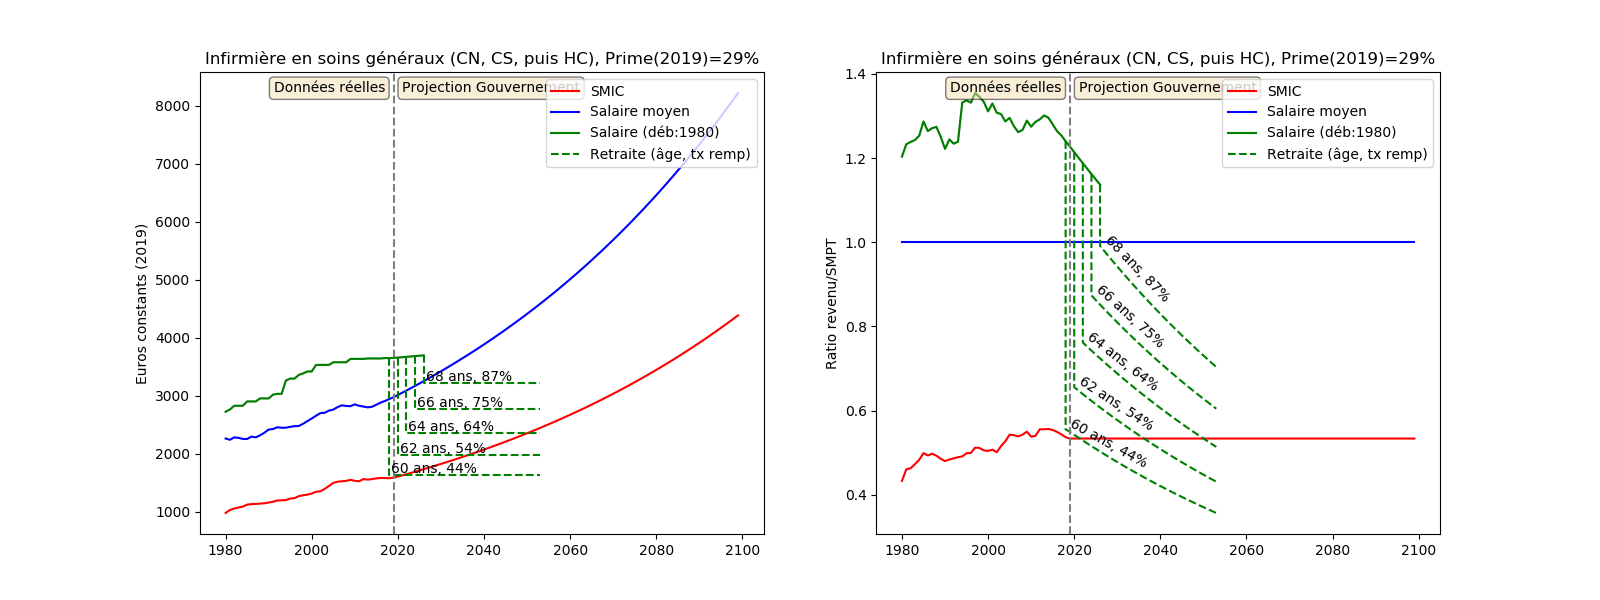 Infirmière en soins généraux (CN, CS, puis HC), Prime(2019)=29%
Données réelles
Projection Gouvernement
SMIC
Salaire moyen
Salaire (déb:1980)
Retraite (âge, tx remp)
Euros constants (2019)
8000
7000
6000
5000
4000
3000
2000
1000
68 ans, 87%
66 ans, 75%
64 ans, 64%
62 ans, 54%
60 ans, 44%
1980
2000
2020
2040
2060
2080
2100
Infirmière en soins généraux (CN, CS, puis HC), Prime(2019)=29%
Données réelles
Projection Gouvernement
SMIC
Salaire moyen
Salaire (déb:1980)
Retraite (âge, tx remp)
Ratio revenu/SMPT
1.4
1.2
1.0
0.8
0.6
0.4
68 ans, 87%
66 ans, 75%
64 ans, 64%
62 ans, 54%
60 ans, 44%
1980
2000
2020
2040
2060
2080
2100